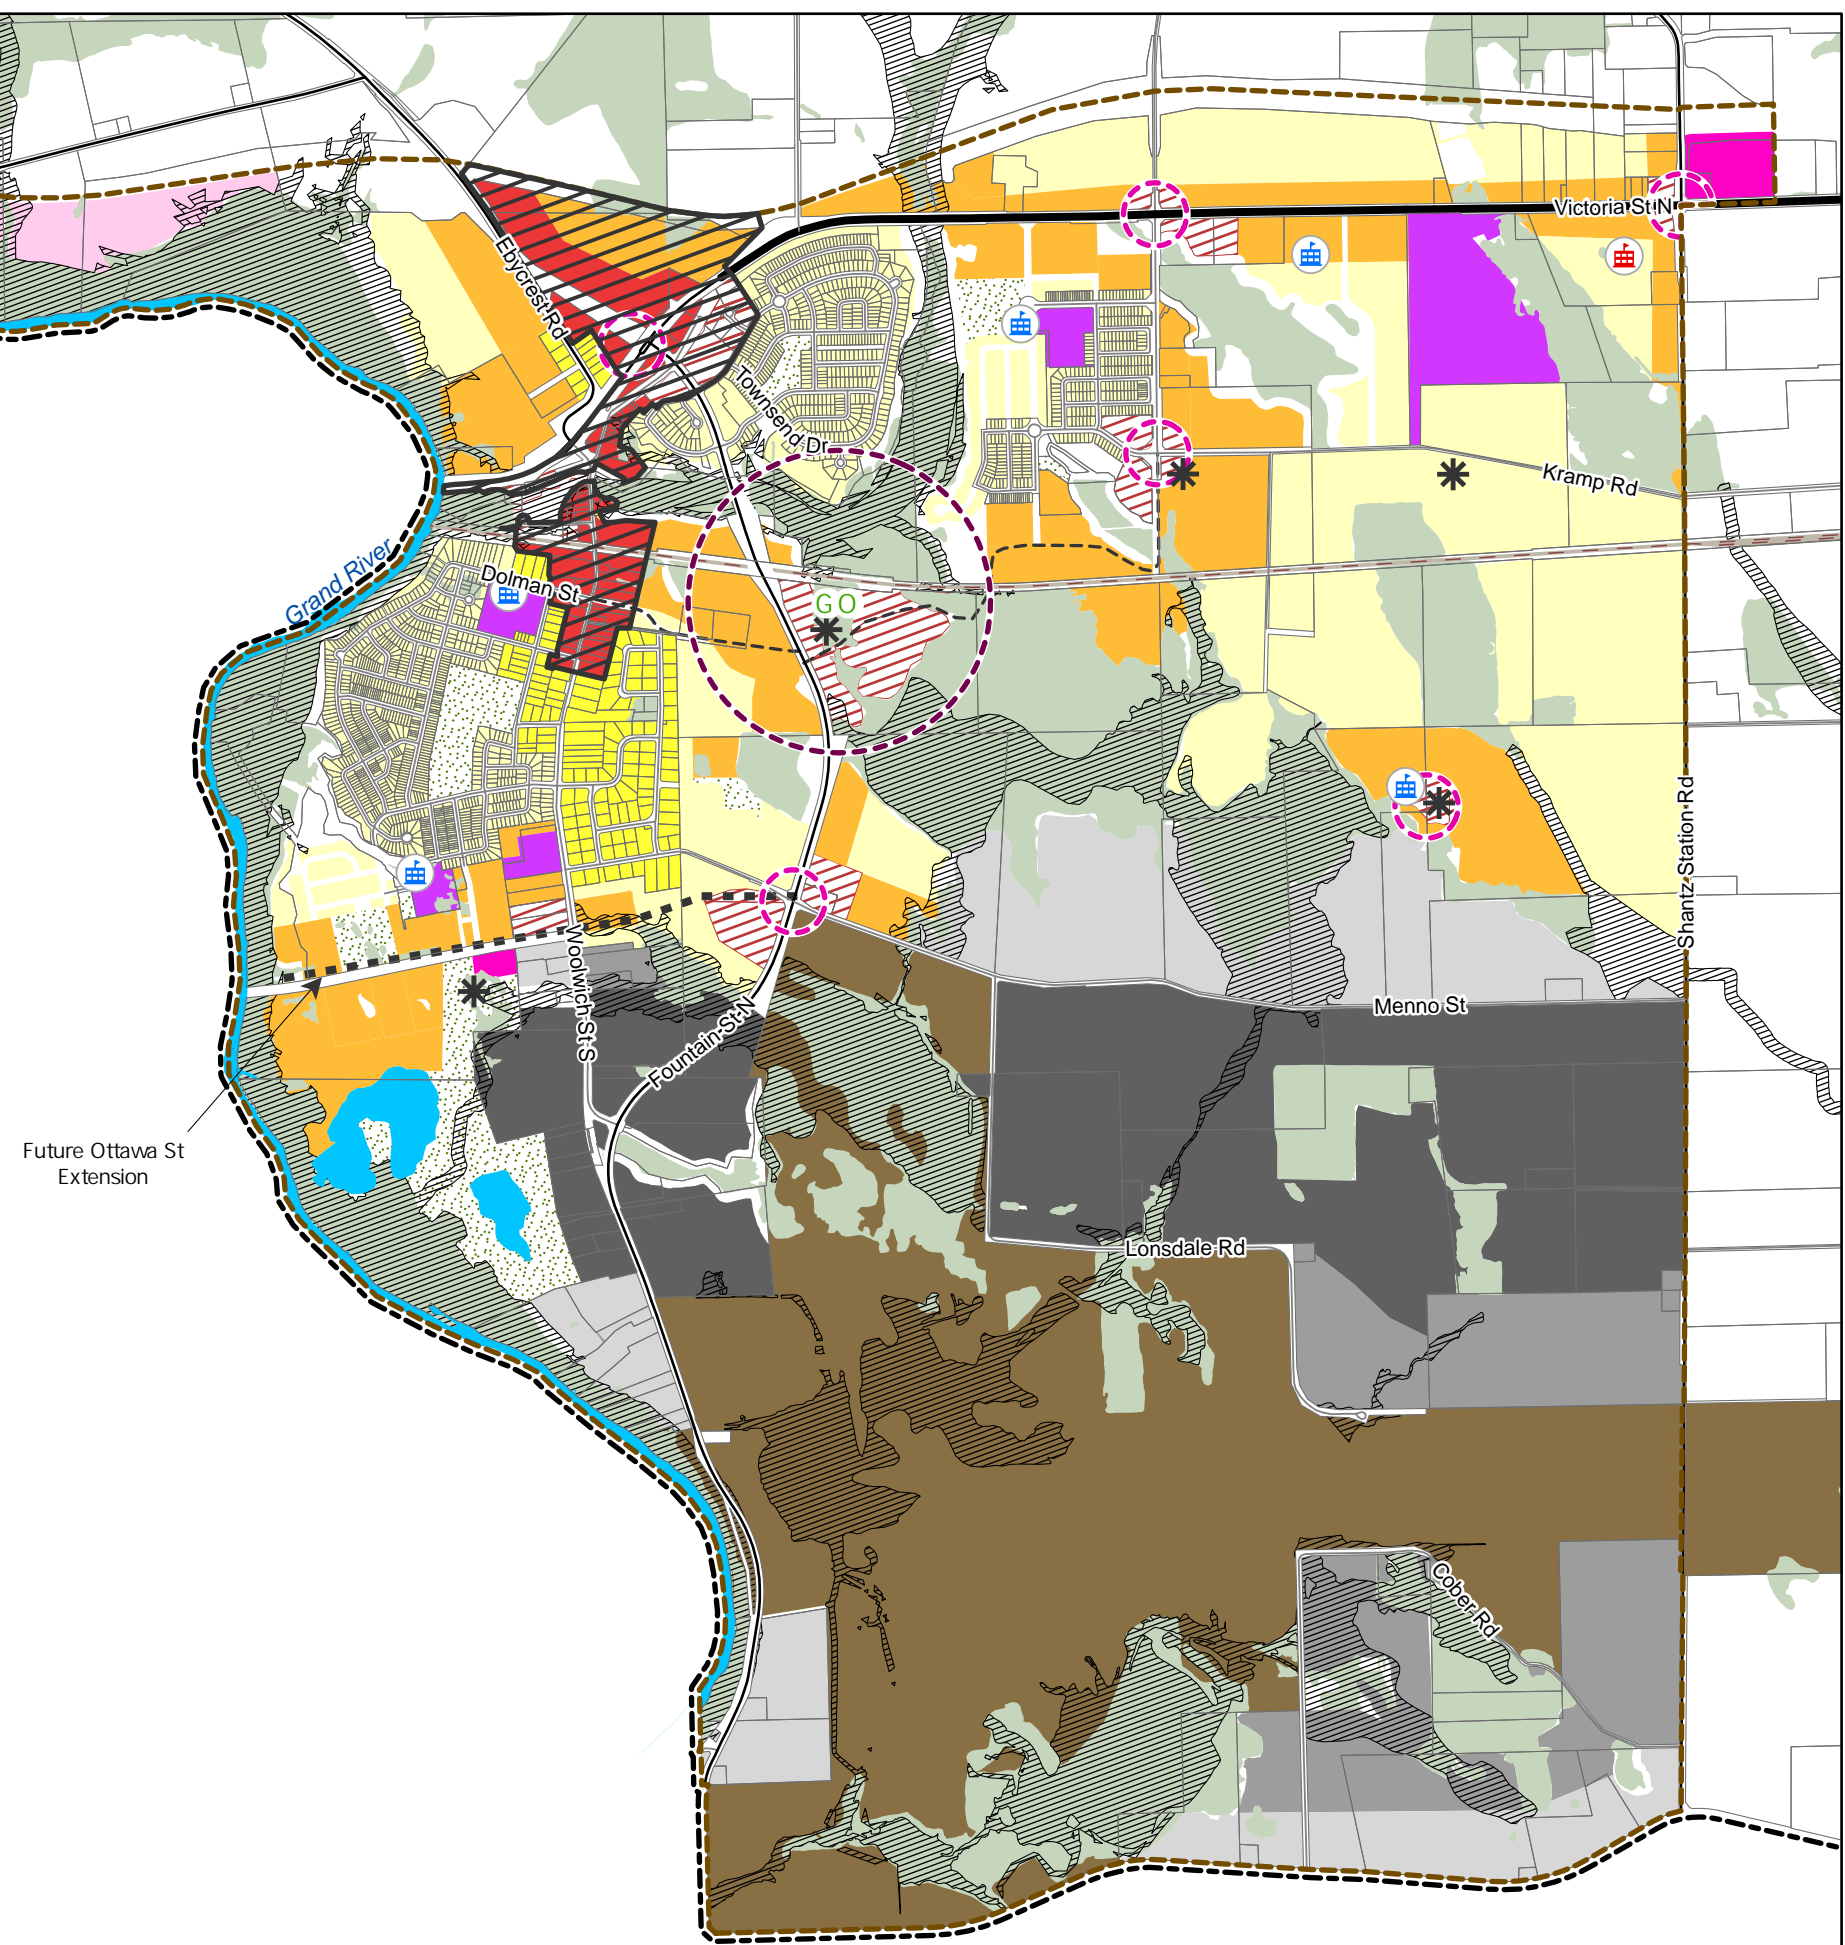 Victoria St N
Ebycrest Rd
Townsend Dr
Kramp Rd
Grand River
Dolman St
GO
Shantz Station Rd
Woolwich St S
Menno St
Fountain St N
Future Ottawa St
Extension
Lonsdale Rd
Cober Rd